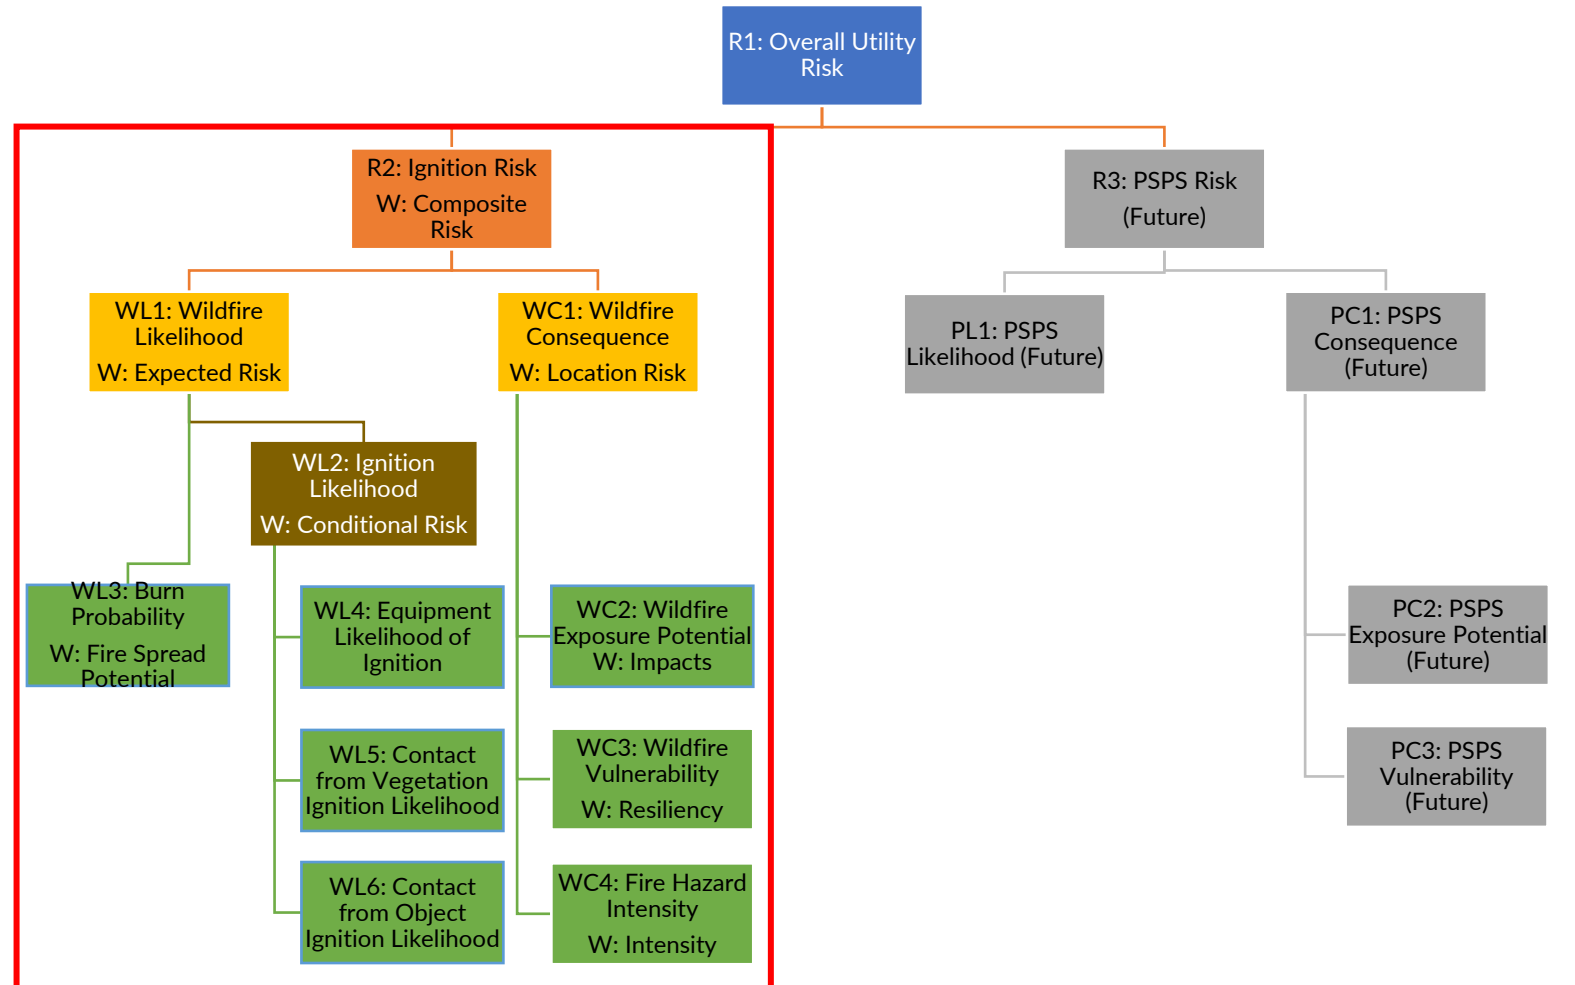 R1: Overall Utility
Risk
R2: Ignition Risk
W: Composite
Risk
R3: PSPS Risk
(Future)
WL1: Wildfire
Likelihood
W: Expected Risk
WC1: Wildfire
Consequence
W: Location Risk
PL1: PSPS
Likelihood (Future)
PC1: PSPS
Consequence
(Future)
WL2: Ignition
Likelihood
W: Conditional Risk
WL3: Burn
Probability
W: Fire Spread
Potential
WL4: Equipment
Likelihood of
Ignition
WC2: Wildfire
Exposure Potential
W: Impacts
PC2: PSPS
Exposure Potential
(Future)
WL5: Contact
from Vegetation
Ignition Likelihood
WC3: Wildfire
Vulnerability
W: Resiliency
PC3: PSPS
Vulnerability
(Future)
WL6: Contact
from Object
Ignition Likelihood
WC4: Fire Hazard
Intensity
W: Intensity